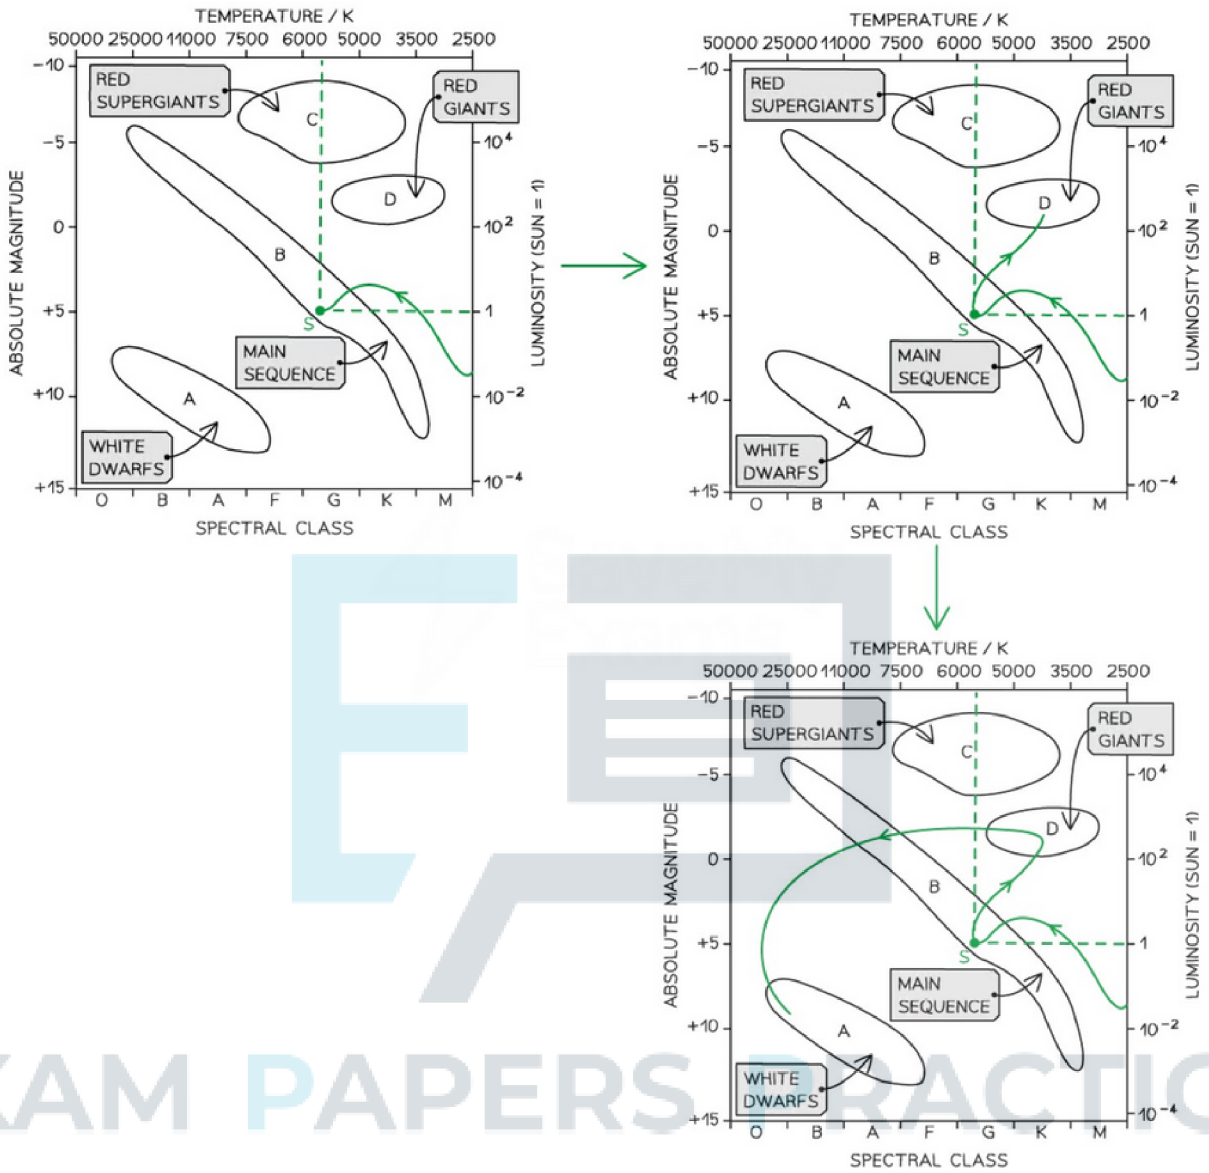 TEMPERATURE / K
50000 25000 11000 7500 6000 5000 3500 2500
-10
-5
0
+5
+10
+15
ABSOLUTE MAGNITUDE
RED
SUPERGIANTS
C
RED
GIANTS
D
B
S
MAIN
SEQUENCE
A
WHITE
DWARFS
10⁴
10²
1
10⁻²
10⁻⁴
LUMINOSITY (SUN = 1)
O B A F G K M
SPECTRAL CLASS
TEMPERATURE / K
50000 25000 11000 7500 6000 5000 3500 2500
-10
-5
0
+5
+10
+15
ABSOLUTE MAGNITUDE
RED
SUPERGIANTS
C
RED
GIANTS
D
B
S
MAIN
SEQUENCE
A
WHITE
DWARFS
10⁴
10²
1
10⁻²
10⁻⁴
LUMINOSITY (SUN = 1)
O B A F G K M
SPECTRAL CLASS
TEMPERATURE / K
50000 25000 11000 7500 6000 5000 3500 2500
-10
-5
0
+5
+10
+15
ABSOLUTE MAGNITUDE
RED
SUPERGIANTS
C
RED
GIANTS
D
B
S
MAIN
SEQUENCE
A
WHITE
DWARFS
10⁴
10²
1
10⁻²
10⁻⁴
LUMINOSITY (SUN = 1)
O B A F G K M
SPECTRAL CLASS
PAPERS